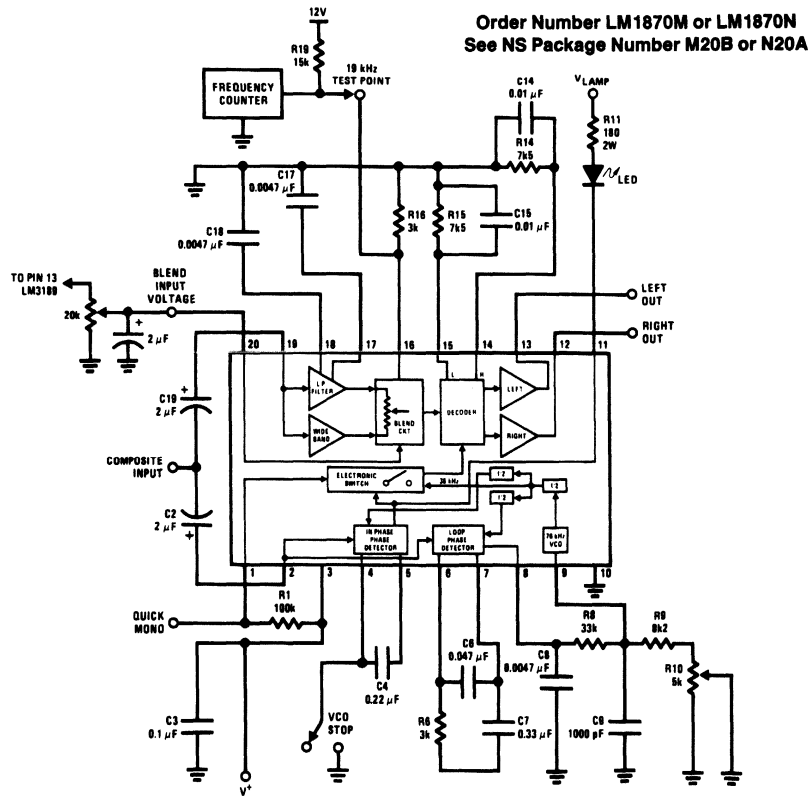 Order Number LM1870M or LM1870N
See NS Package Number M20B or N20A
12V
R19
15k
19 kHz
TEST POINT
FREQUENCY
COUNTER
C14
0.01 μF
R14
7k5
VLAMP
R11
180
2W
LED
C17
0.0047 μF
C18
0.0047 μF
R16
3k
R15
7k5
C15
0.01 μF
TO PIN 13
LM3189
20k
BLEND
INPUT
VOLTAGE
+
2 μF
LEFT
OUT
RIGHT
OUT
20 19 18 17 16 15 14 13 12 11
+
C19
2 μF
LP
FILTER
WIDE
BAND
BLEND
CKT
L
R
DECODER
LEFT
RIGHT
COMPOSITE
INPUT
ELECTRONIC
SWITCH
38 kHz
÷2
÷2
÷2
C2
2 μF
+
IN PHASE
PHASE
DETECTOR
LOOP
PHASE
DETECTOR
76 kHz
VCO
1 2 3 4 5 6 7 8 9 10
QUICK
MONO
R1
100k
C4
0.22 μF
C6
0.047 μF
C8
0.0047 μF
R8
33k
R9
8k2
R10
5k
C3
0.1 μF
VCO
STOP
R6
3k
C7
0.33 μF
C9
1000 pF
V+